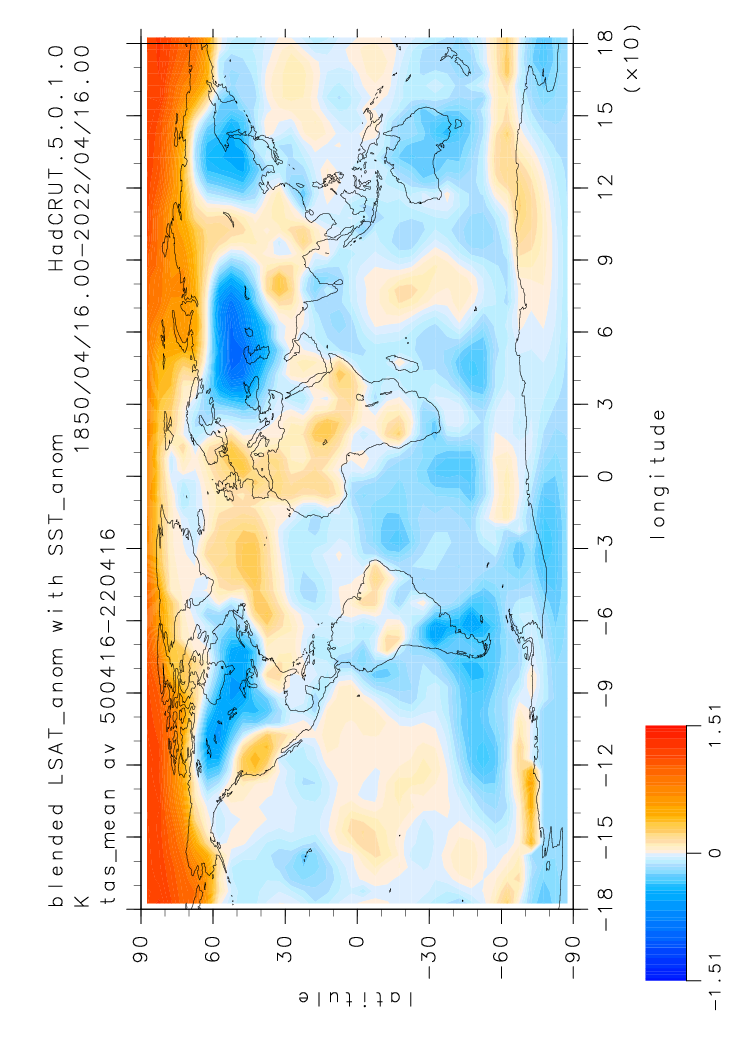 blended LSAT_anom with SST_anom HadCRUT.5.0.1.0
K 1850/04/16.00−2022/04/16.00
tas_mean av 500416−220416
90
60
30
0
−30
−60
−90
latitude
−18 −15 −12 −9 −6 −3 0 3 6 9 12 15 18
(×10)
longitude
−1.51 0 1.51